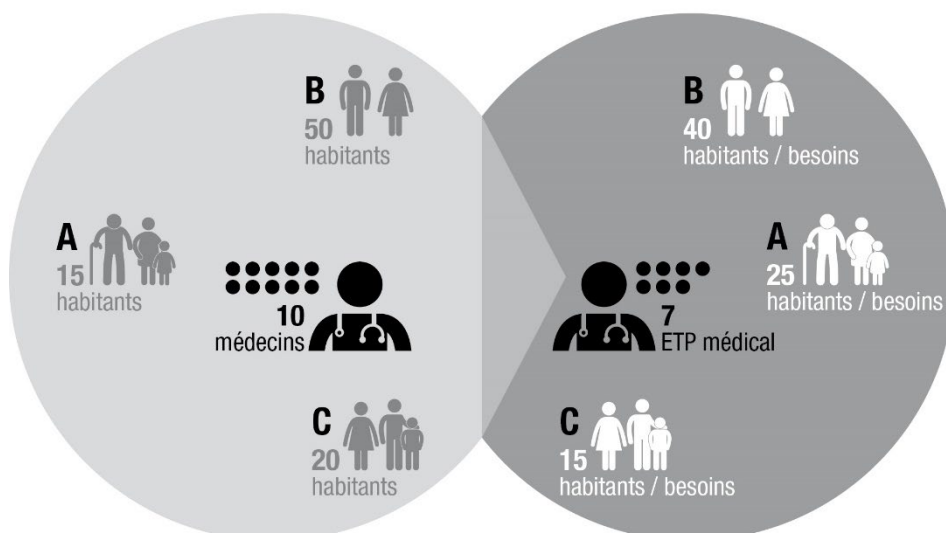 B
50
habitants
A
15
habitants
10
médecins
C
20
habitants
B
40
habitants / besoins
A
25
habitants / besoins
7
ETP médical
C
15
habitants / besoins